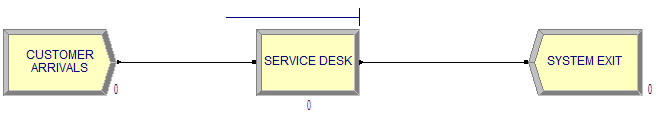 CUSTOMER
ARRIVALS
0
SERVICE DESK
0
SYSTEM EXIT
0